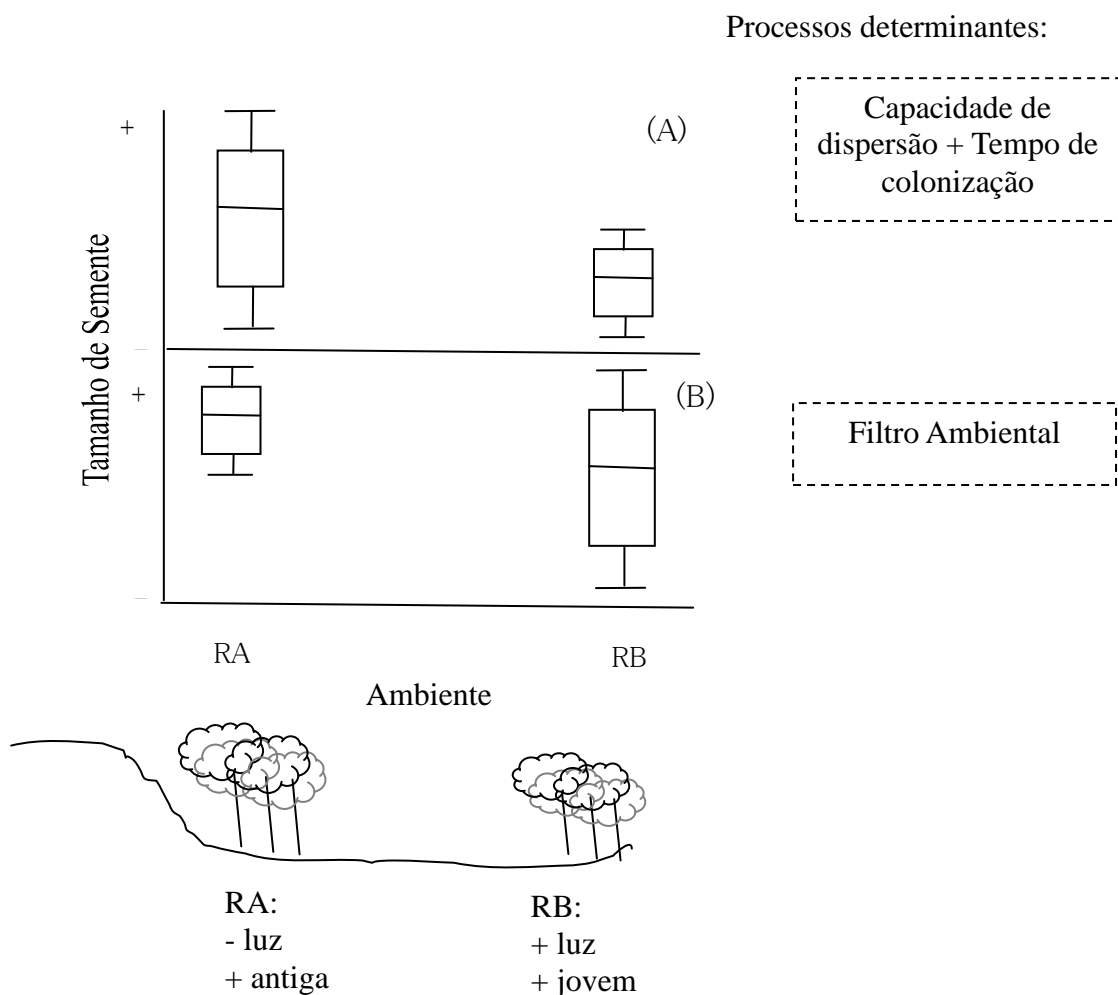 Processos determinantes:
Capacidade de
dispersão + Tempo de
colonização
+
(A)
Tamanho de Semente
–
+
(B)
Filtro Ambiental
–
RA
RB
Ambiente
RA:
- luz
+ antiga
RB:
+ luz
+ jovem